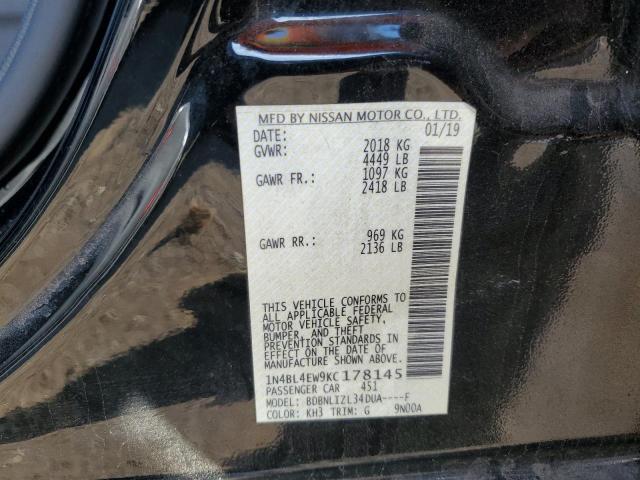 MFD BY NISSAN MOTOR CO., LTD.
DATE: 01/19
GVWR: 2018 KG
4449 LB
GAWR FR.: 1097 KG
2418 LB
GAWR RR.: 969 KG
2136 LB
THIS VEHICLE CONFORMS TO
ALL APPLICABLE FEDERAL
MOTOR VEHICLE SAFETY,
BUMPER, AND THEFT
PREVENTION STANDARDS IN
EFFECT ON THE DATE OF
MANUFACTURE SHOWN ABOVE.
1N4BL4EW9KC178145
PASSENGER CAR 451
MODEL: BDBNLIZL34DUA----F
COLOR: KH3 TRIM: G 9N00A